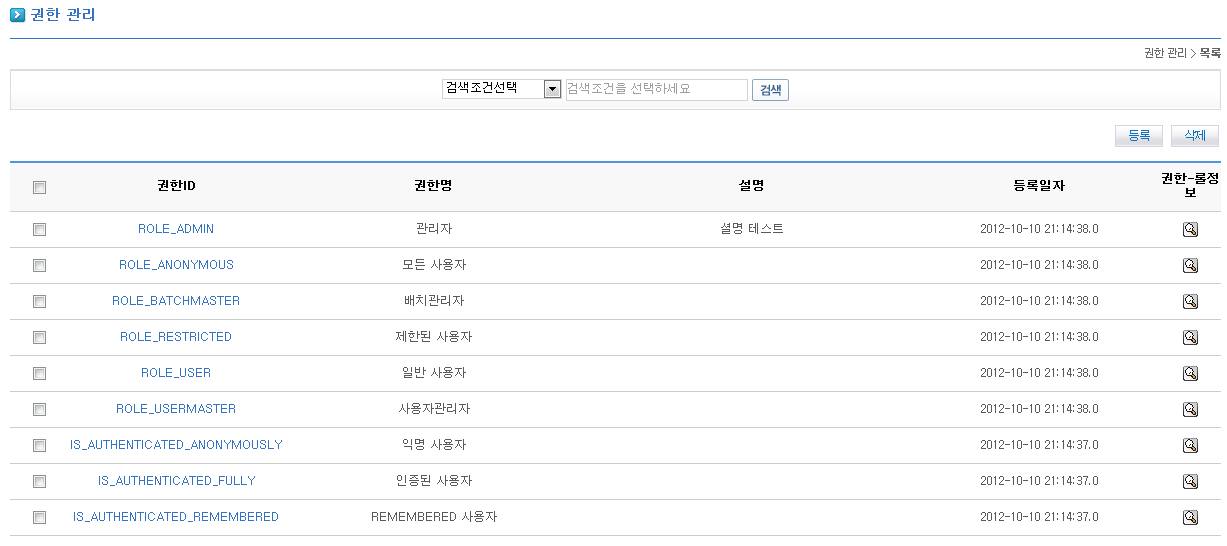 권한 관리
권한 관리 > 목록
검색조건선택 검색조건을 선택하세요 검색
등록 삭제
권한ID 권한명 설명 등록일자 권한-롤정
보
ROLE_ADMIN 관리자 셜명 테스트 2012-10-10 21:14:38.0
ROLE_ANONYMOUS 모든 사용자 2012-10-10 21:14:38.0
ROLE_BATCHMASTER 배치관리자 2012-10-10 21:14:38.0
ROLE_RESTRICTED 제한된 사용자 2012-10-10 21:14:38.0
ROLE_USER 일반 사용자 2012-10-10 21:14:38.0
ROLE_USERMASTER 사용자관리자 2012-10-10 21:14:38.0
IS_AUTHENTICATED_ANONYMOUSLY 익명 사용자 2012-10-10 21:14:37.0
IS_AUTHENTICATED_FULLY 인증된 사용자 2012-10-10 21:14:37.0
IS_AUTHENTICATED_REMEMBERED REMEMBERED 사용자 2012-10-10 21:14:37.0